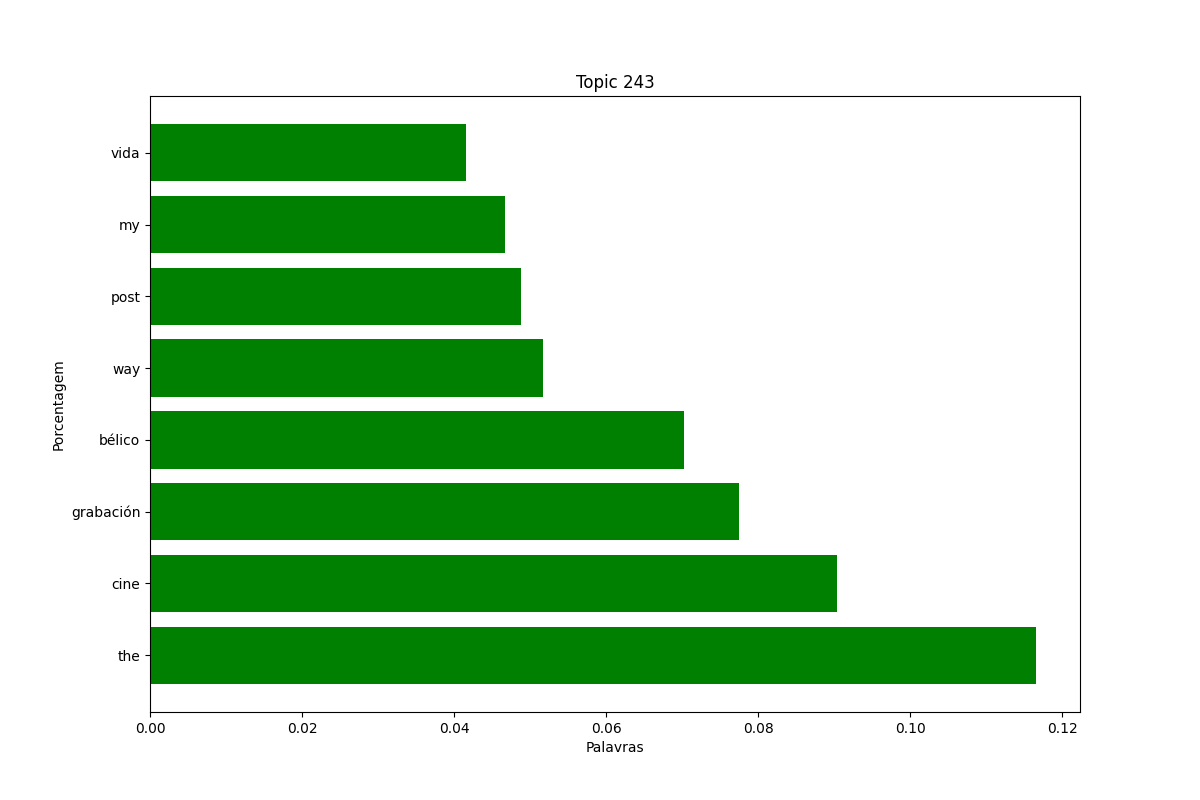 Topic 243
vida
my
post
way
bélico
grabación
cine
the
Porcentagem
0.00 0.02 0.04 0.06 0.08 0.10 0.12
Palavras